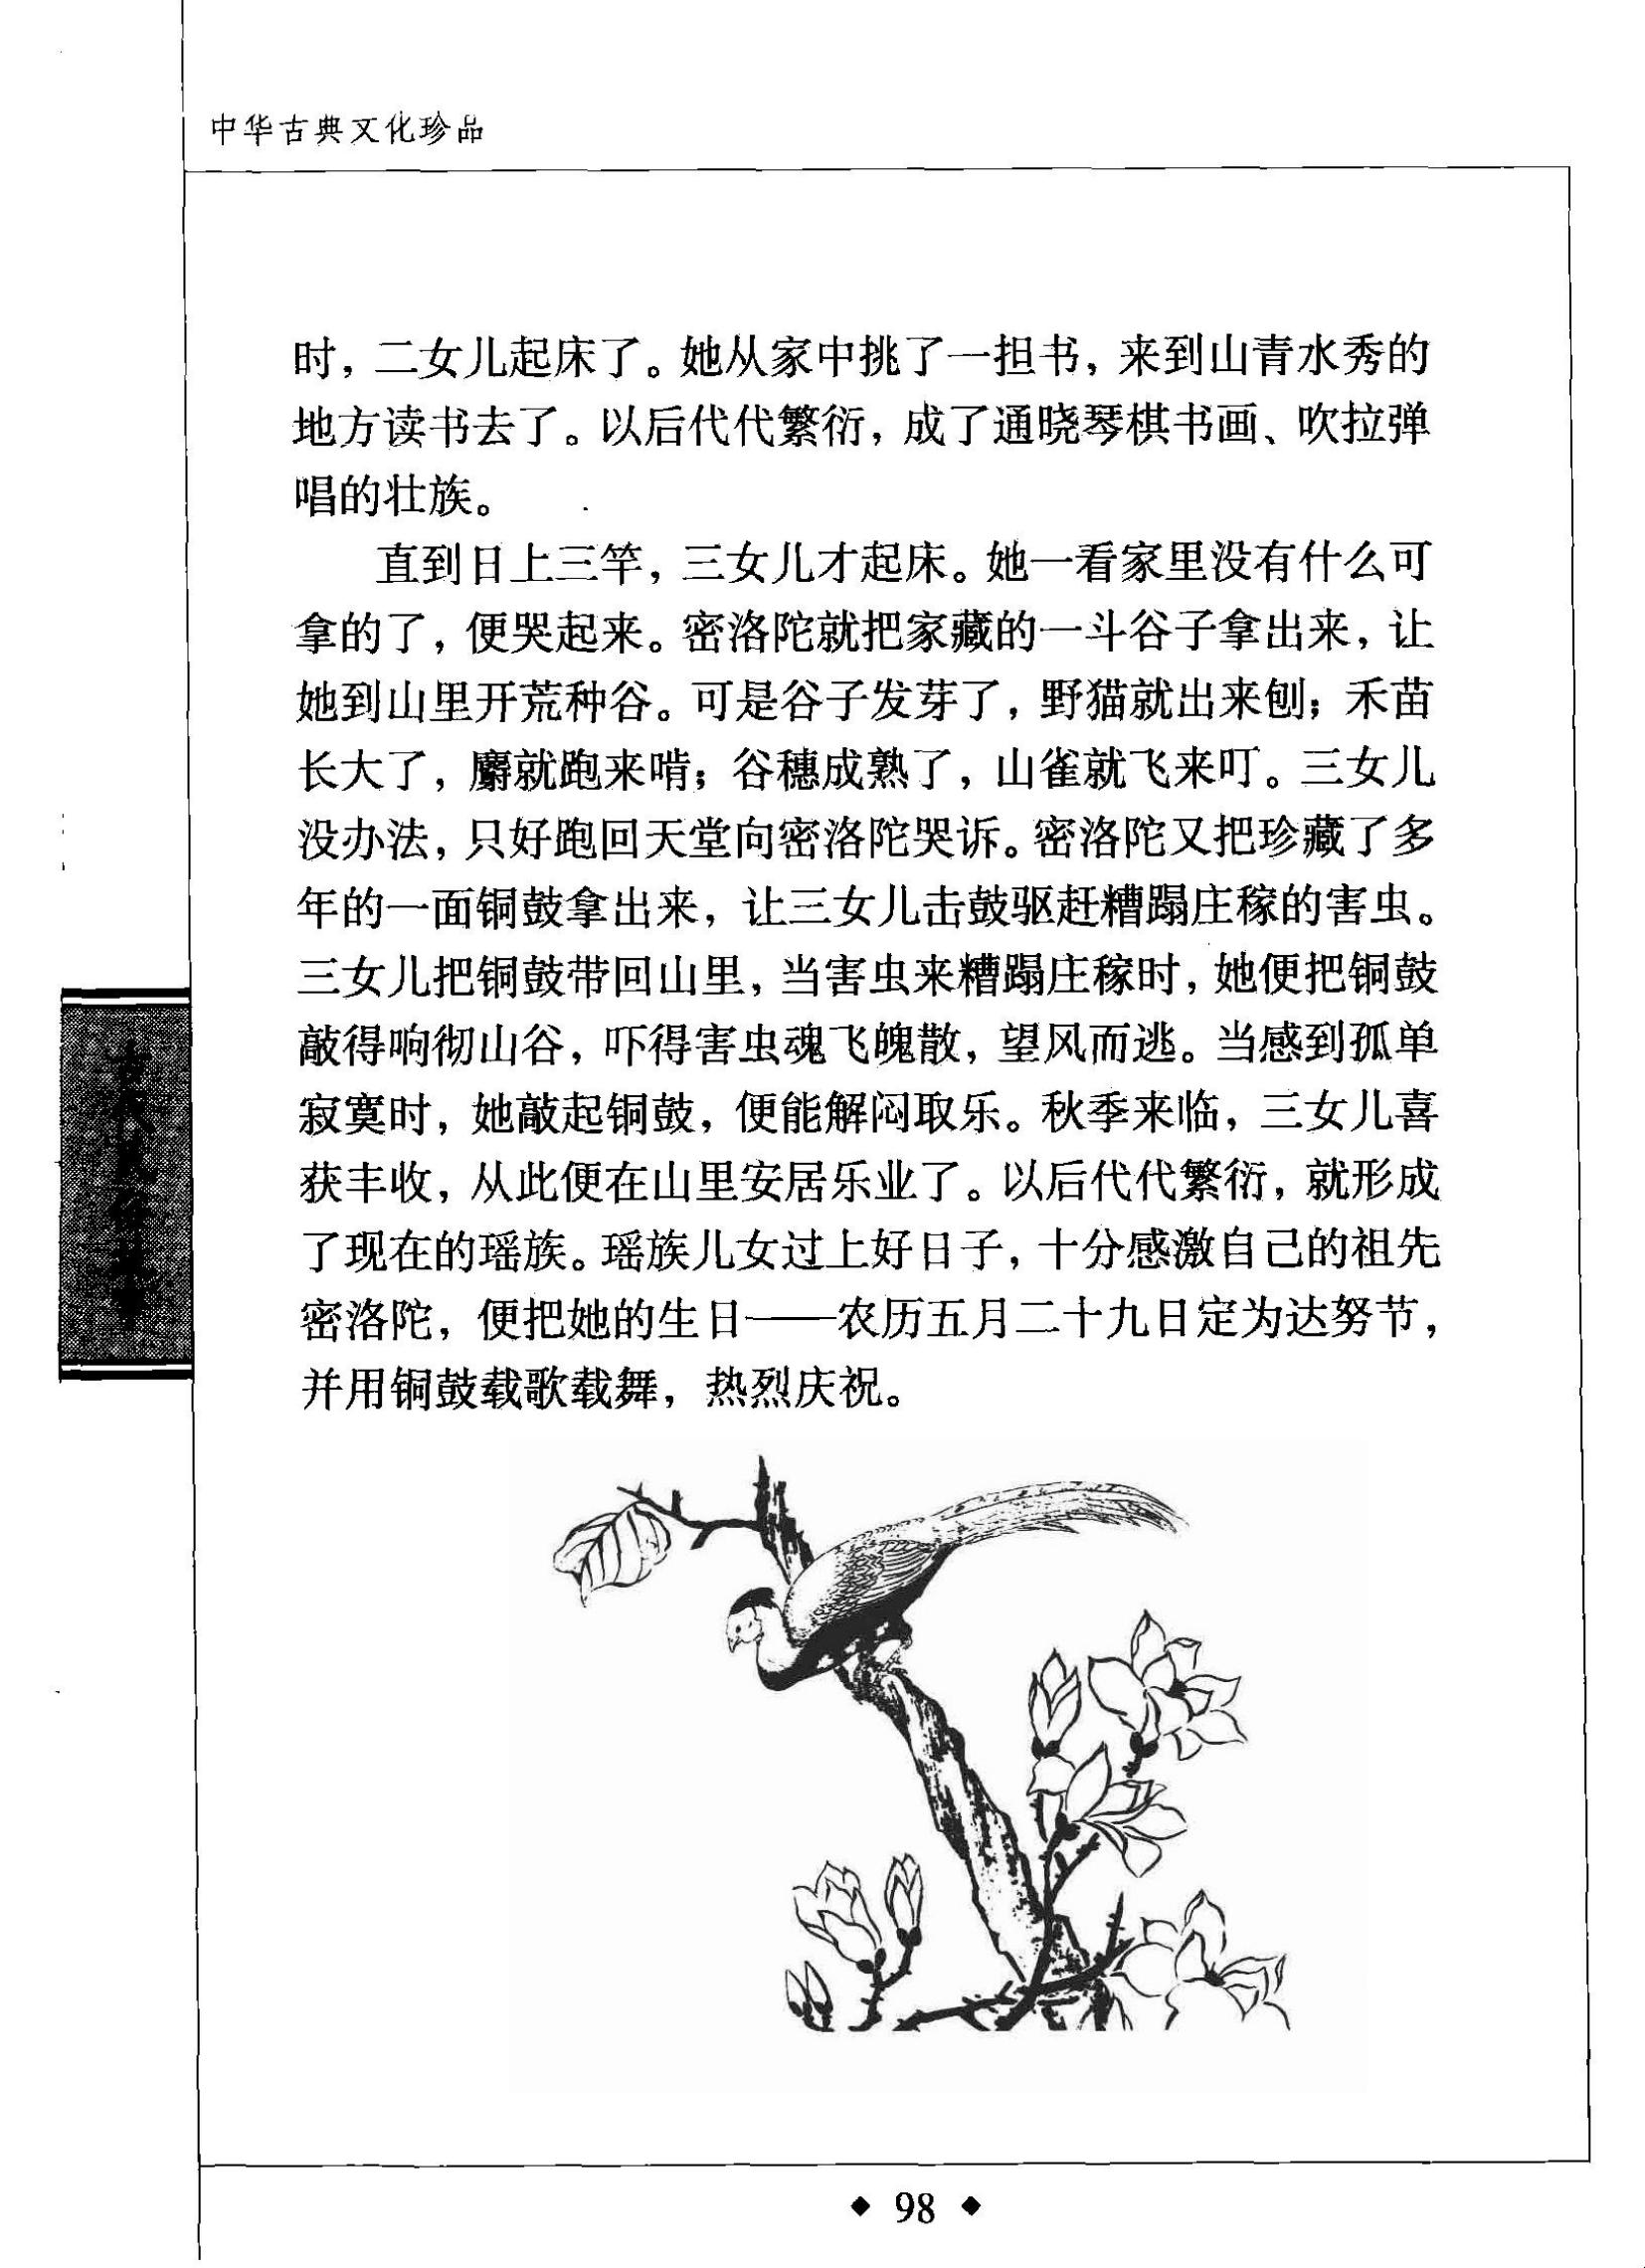 中华古典文化珍品
时，二女儿起床了。她从家中挑了一担书，来到山青水秀的
地方读书去了。以后代代繁衍，成了通晓琴棋书画、吹拉弹
唱的壮族。
直到日上三竿，三女儿才起床。她一看家里没有什么可
拿的了，便哭起来。密洛陀就把家藏的一斗谷子拿出来，让
她到山里开荒种谷。可是谷子发芽了，野猫就出来刨；禾苗
长大了，麝就跑来啃；谷穗成熟了，山雀就飞来叮。三女儿
没办法，只好跑回天堂向密洛陀哭诉。密洛陀又把珍藏了多
年的一面铜鼓拿出来，让三女儿击鼓驱赶糟蹋庄稼的害虫。
三女儿把铜鼓带回山里，当害虫来糟蹋庄稼时，她便把铜鼓
敲得响彻山谷，吓得害虫魂飞魄散，望风而逃。当感到孤单
寂寞时，她敲起铜鼓，便能解闷取乐。秋季来临，三女儿喜
获丰收，从此便在山里安居乐业了。以后代代繁衍，就形成
了现在的瑶族。瑶族儿女过上好日子，十分感激自己的祖先
密洛陀，便把她的生日——农历五月二十九日定为达努节，
并用铜鼓载歌载舞，热烈庆祝。
◆ 98 ◆